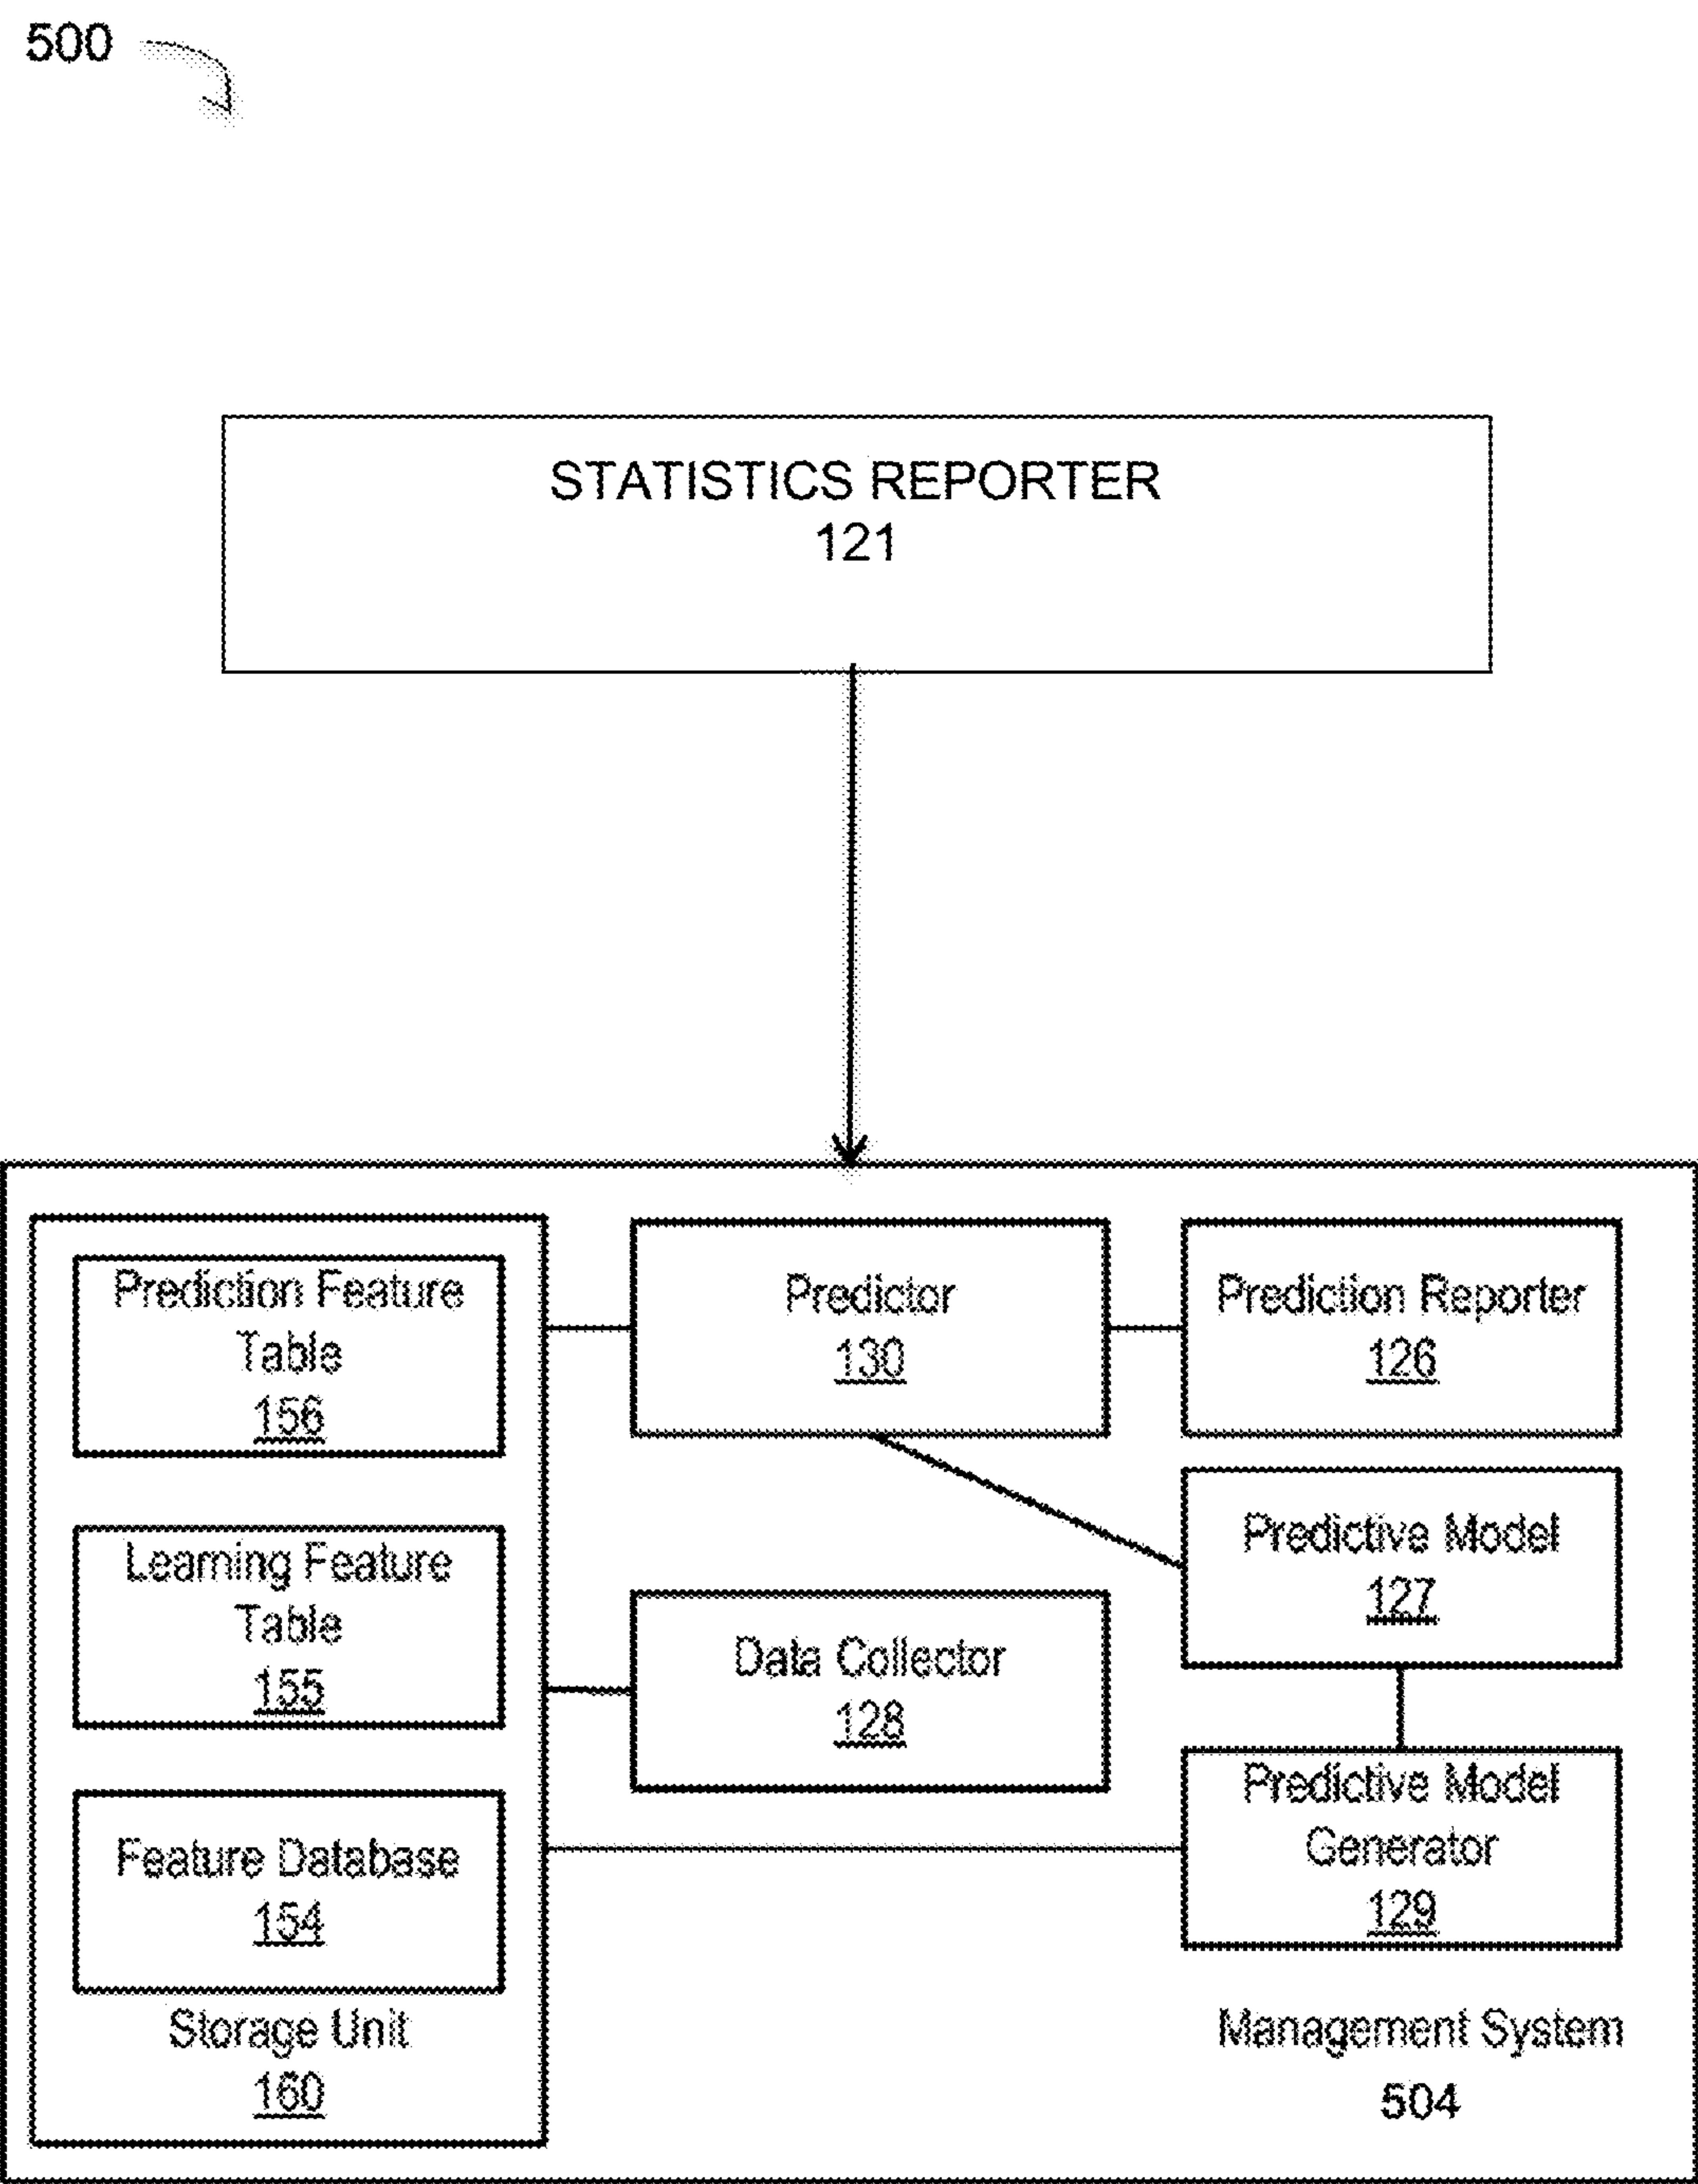 500
STATISTICS REPORTER
121
Prediction Feature
Table
156
Learning Feature
Table
155
Feature Database
154
Storage Unit
160
Predictor
130
Data Collector
128
Prediction Reporter
126
Predictive Model
127
Predictive Model
Generator
129
Management System
504